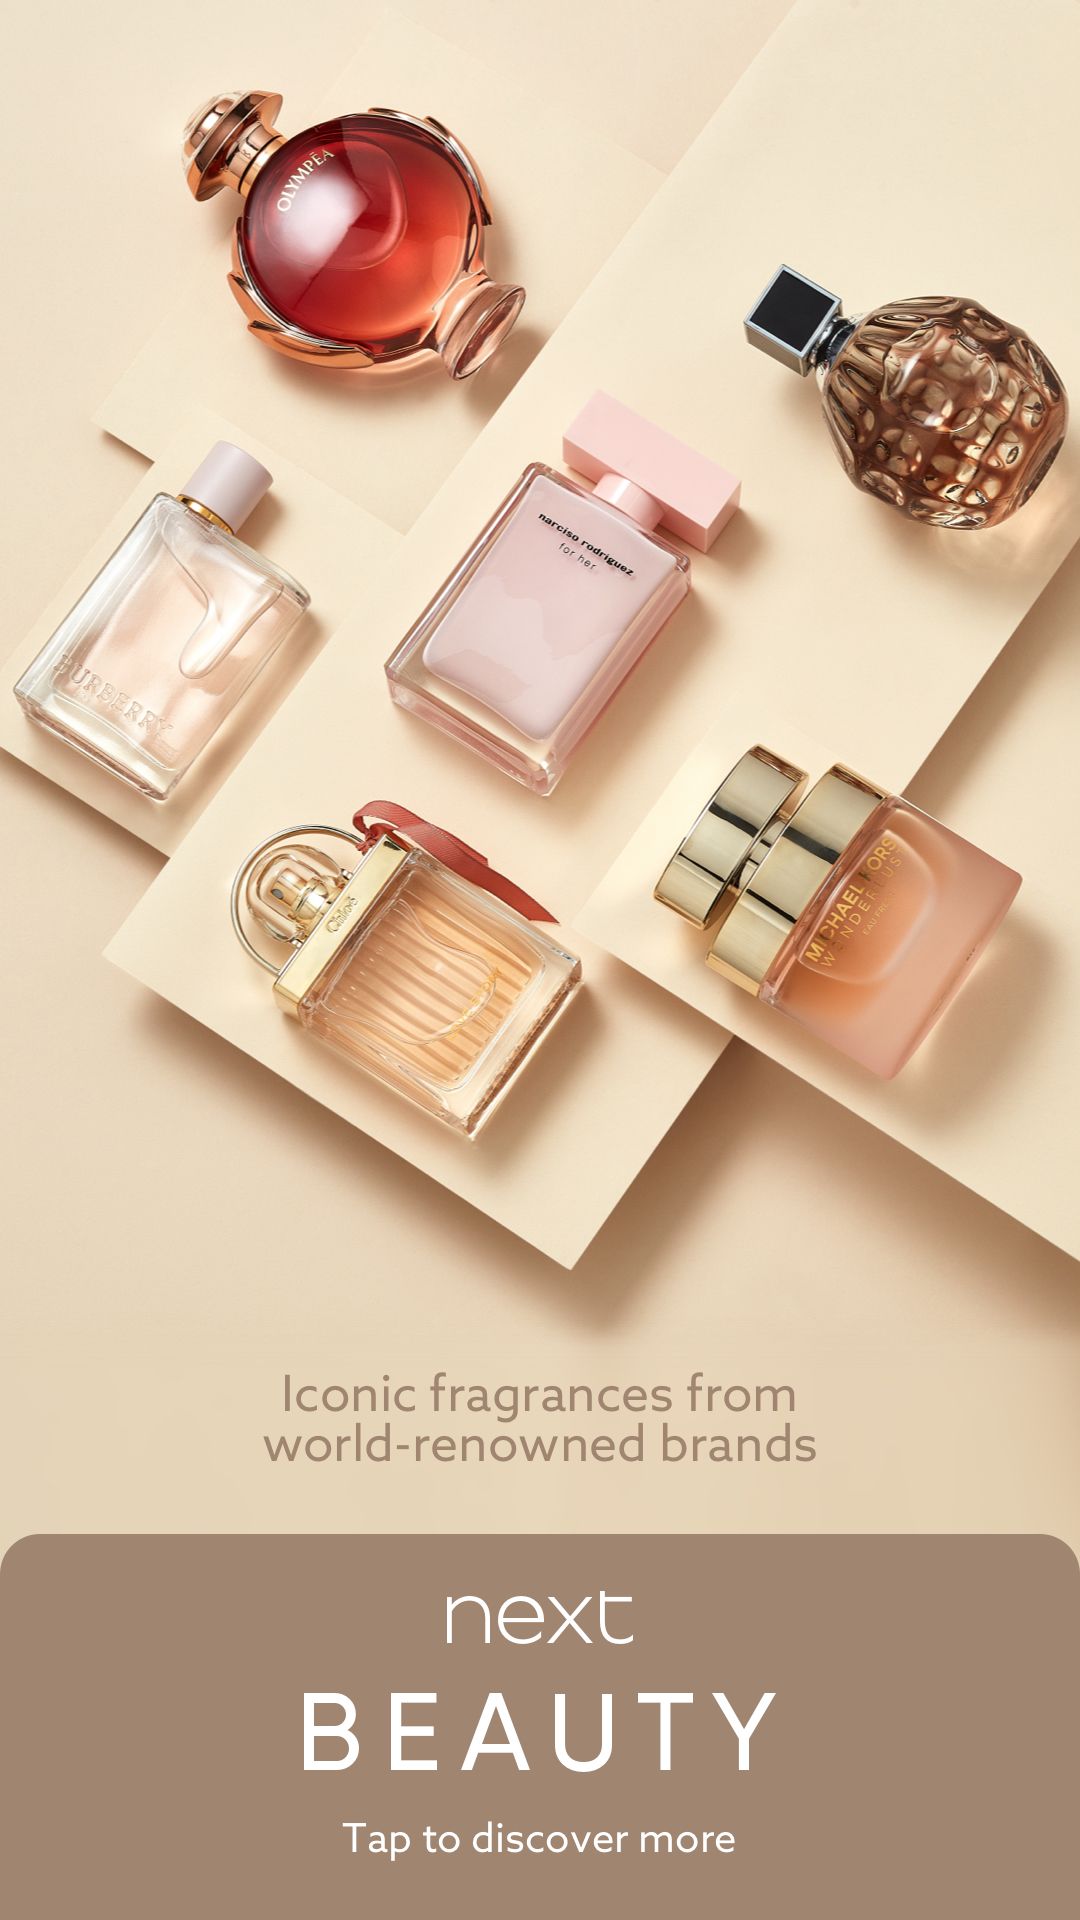 OLYMPĒA
narciso rodriguez
for her
BURBERRY
Chloé
MICHAEL KORS
WONDERLUST
Iconic fragrances from
world-renowned brands
next
BEAUTY
Tap to discover more